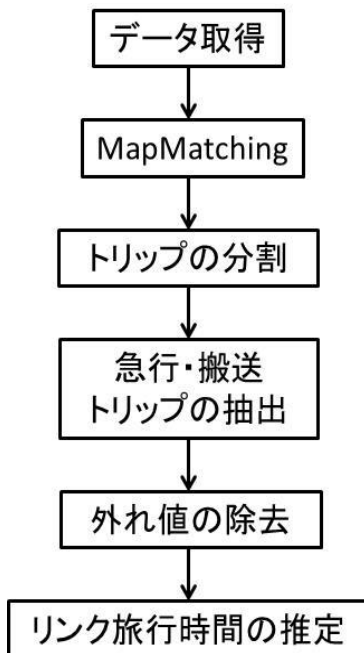 データ取得
MapMatching
トリップの分割
急行・搬送
トリップの抽出
外れ値の除去
リンク旅行時間の推定